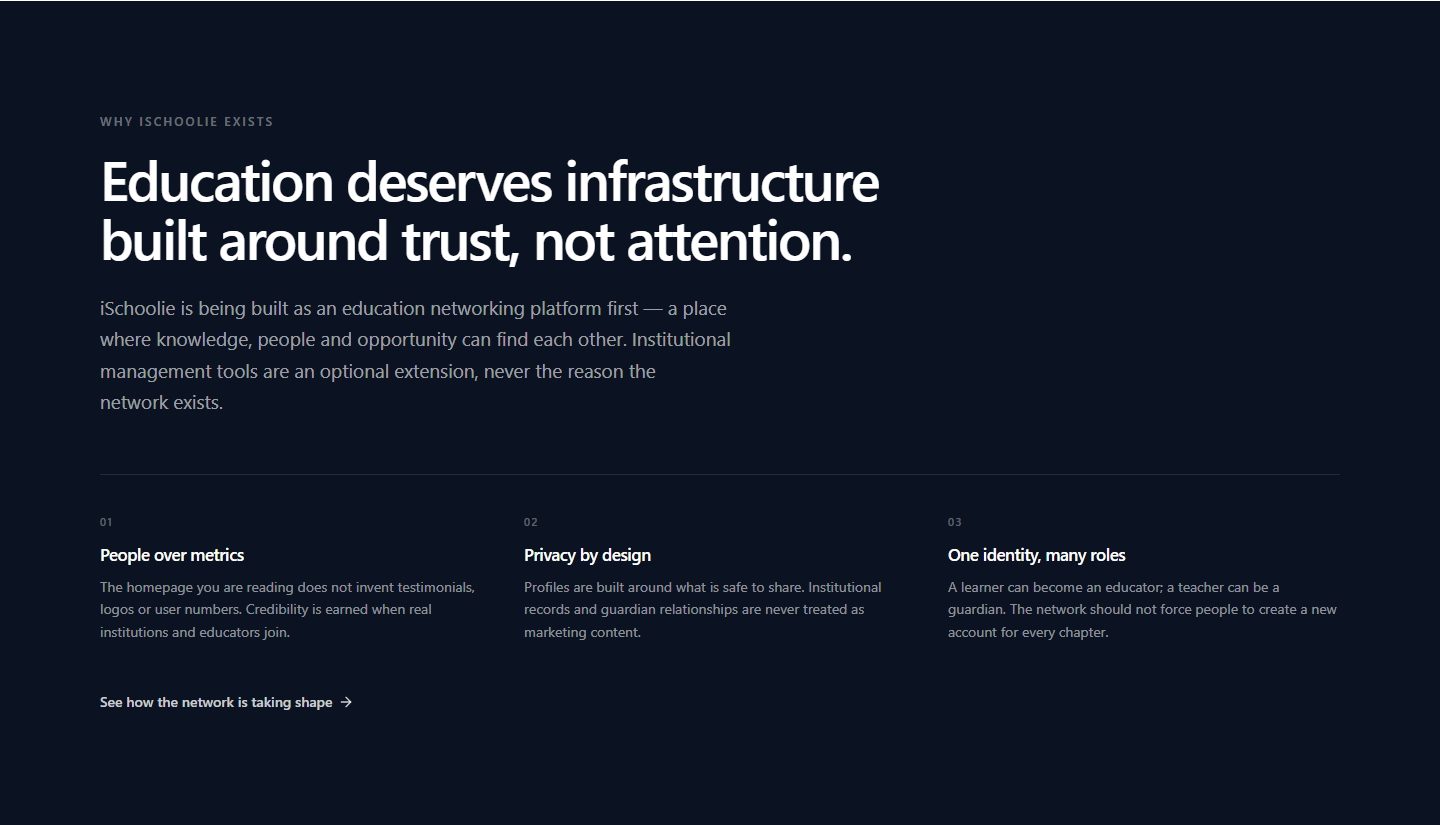 WHY ISCHOOLIE EXISTS
Education deserves infrastructure
built around trust, not attention.
iSchoolie is being built as an education networking platform first — a place
where knowledge, people and opportunity can find each other. Institutional
management tools are an optional extension, never the reason the
network exists.
01
People over metrics
The homepage you are reading does not invent testimonials,
logos or user numbers. Credibility is earned when real
institutions and educators join.
02
Privacy by design
Profiles are built around what is safe to share. Institutional
records and guardian relationships are never treated as
marketing content.
03
One identity, many roles
A learner can become an educator; a teacher can be a
guardian. The network should not force people to create a new
account for every chapter.
See how the network is taking shape →